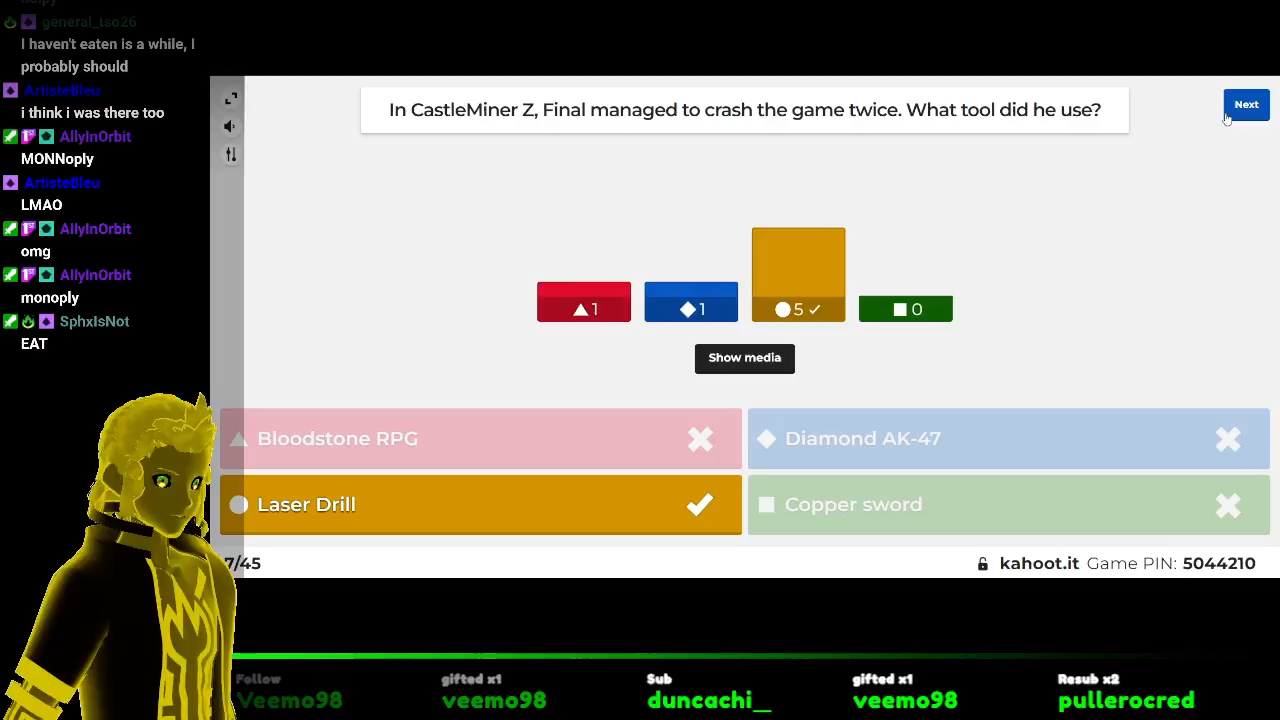 general_tso26
I haven't eaten is a while, I
probably should
ArtisteBleu
i think i was there too
AllyInOrbit
MONNoply
ArtisteBleu
LMAO
AllyInOrbit
omg
AllyInOrbit
monoply
SphxIsNot
EAT
In CastleMiner Z, Final managed to crash the game twice. What tool did he use?
Next
1
1
5
0
Show media
Bloodstone RPG
Diamond AK-47
Laser Drill
Copper sword
7/45
kahoot.it Game PIN: 5044210
Follow
Veemo98
gifted x1
veemo98
Sub
duncachi__
gifted x1
veemo98
Resub x2
pullerocred